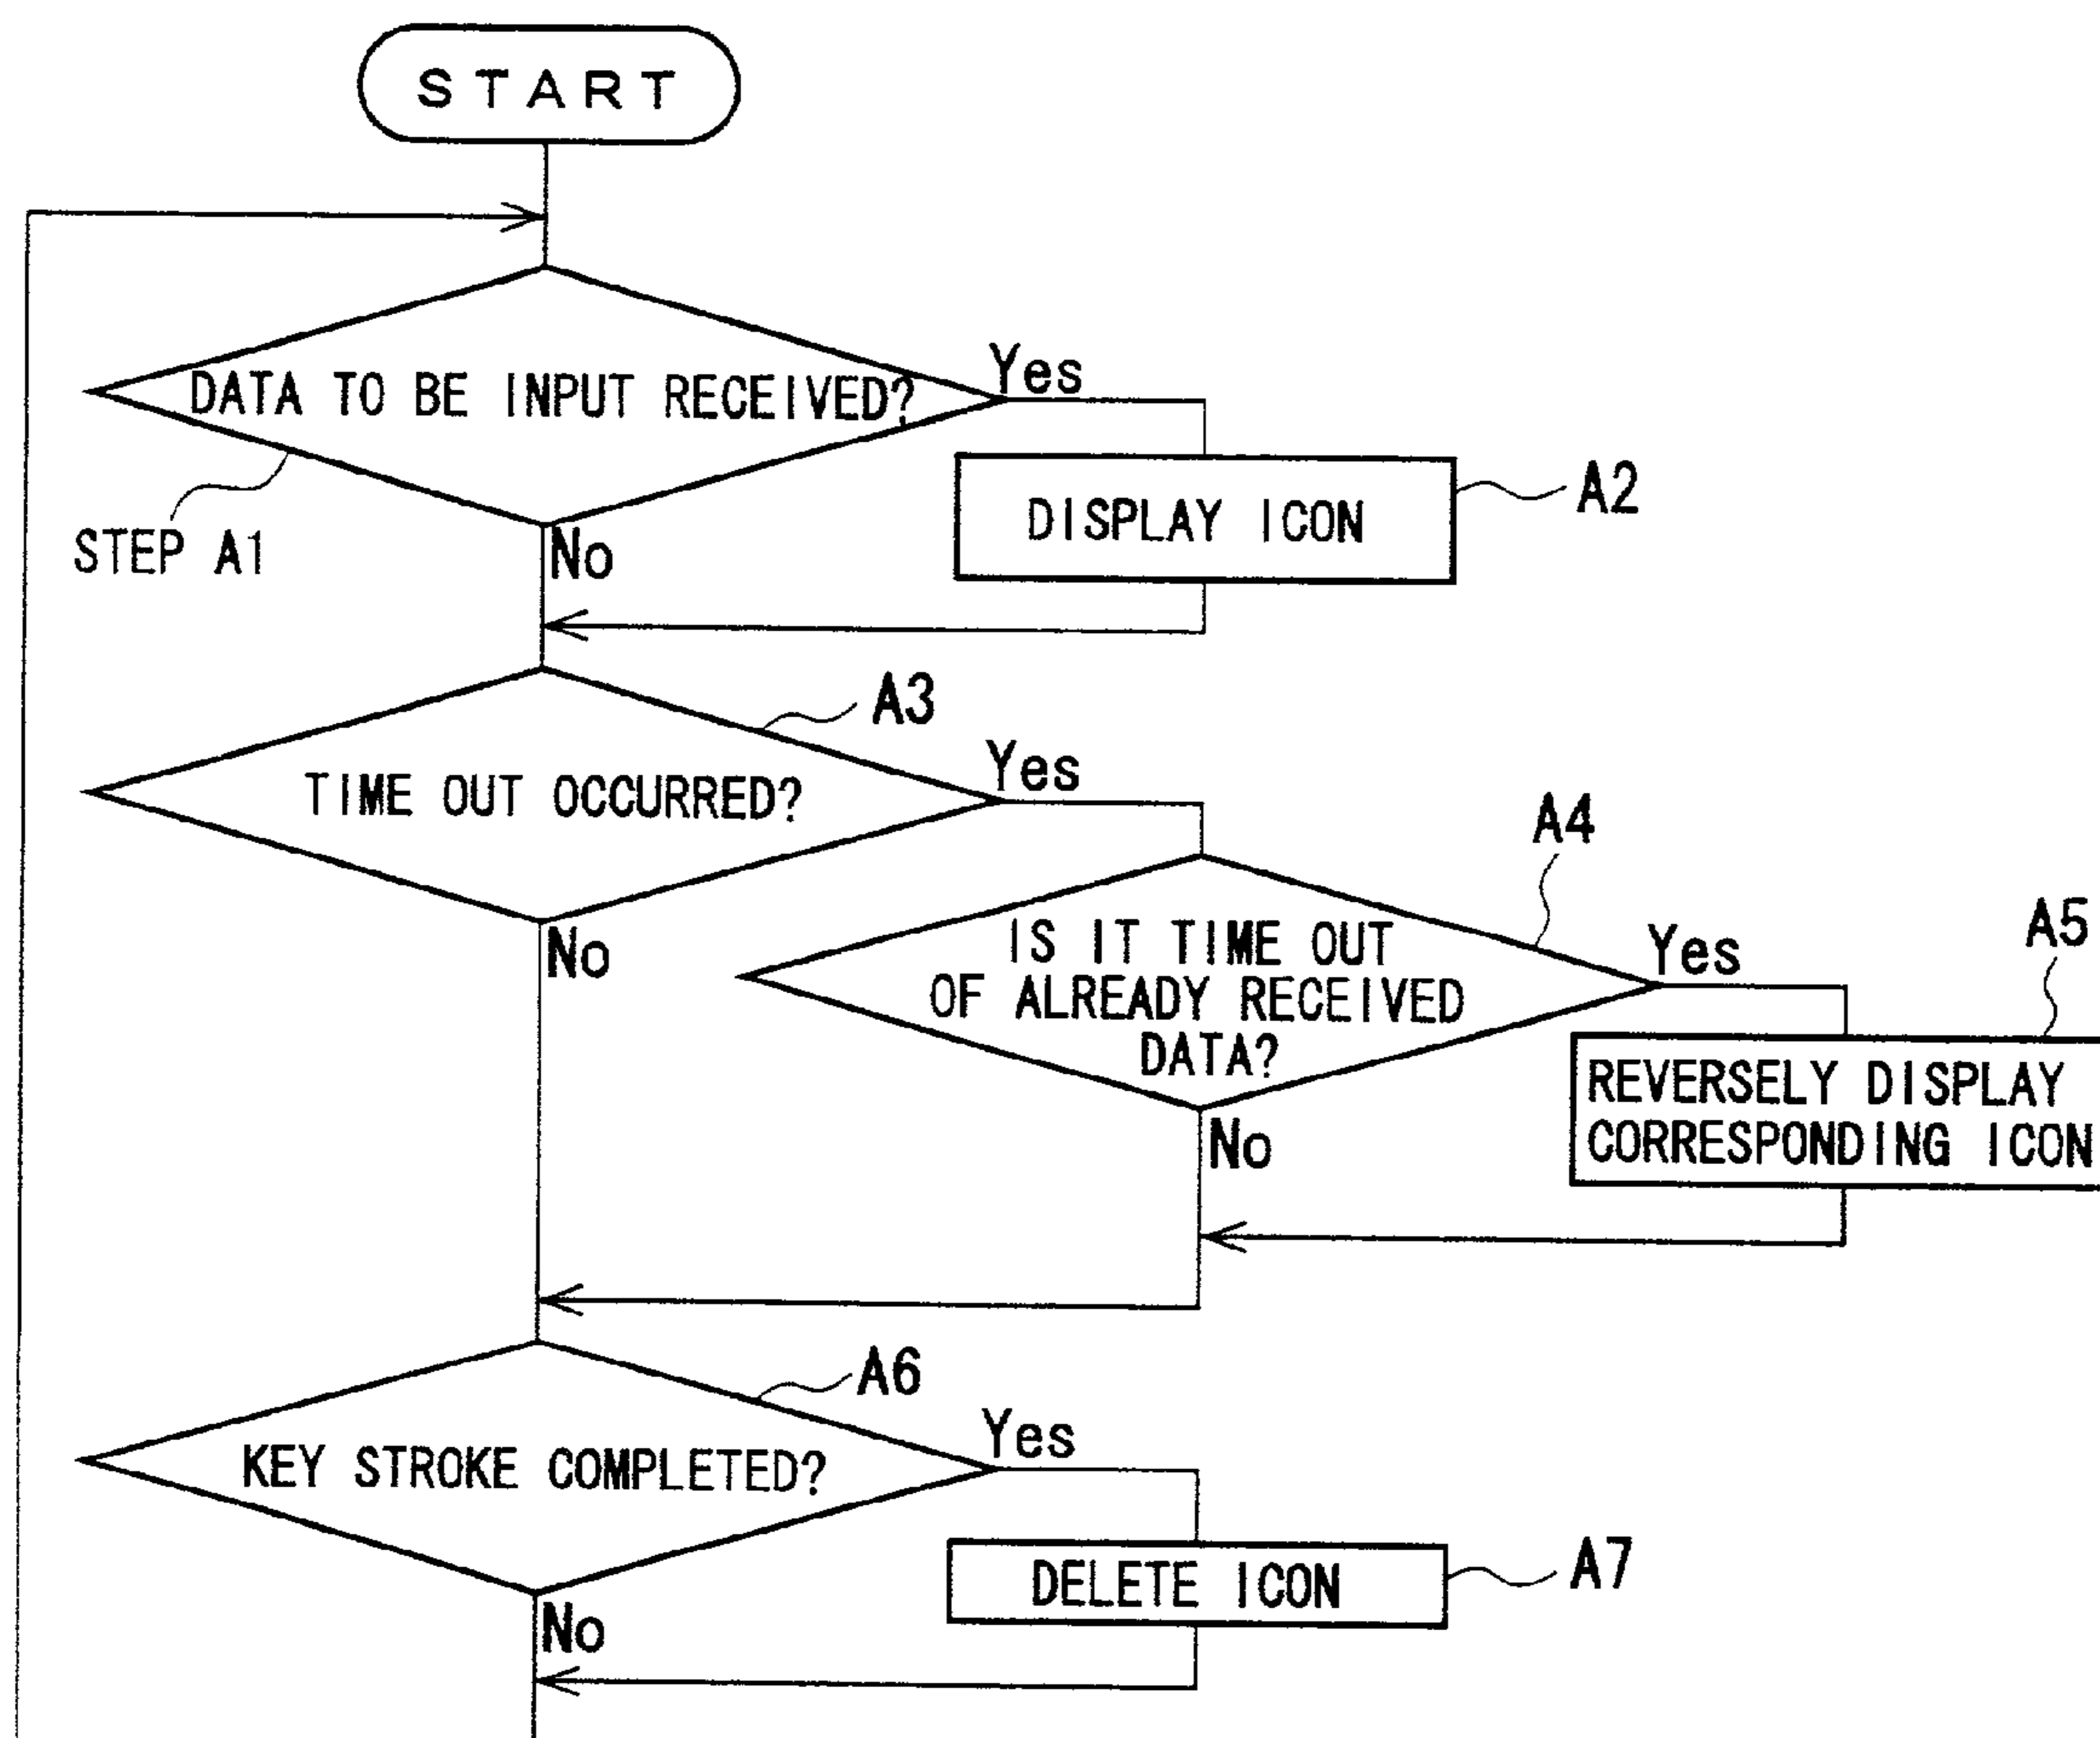 START
DATA TO BE INPUT RECEIVED?
Yes
STEP A1
No
DISPLAY ICON
A2
A3
TIME OUT OCCURRED?
Yes
No
A4
IS IT TIME OUT
OF ALREADY RECEIVED
DATA?
Yes
No
A5
REVERSELY DISPLAY
CORRESPONDING ICON
A6
KEY STROKE COMPLETED?
Yes
No
DELETE ICON
A7